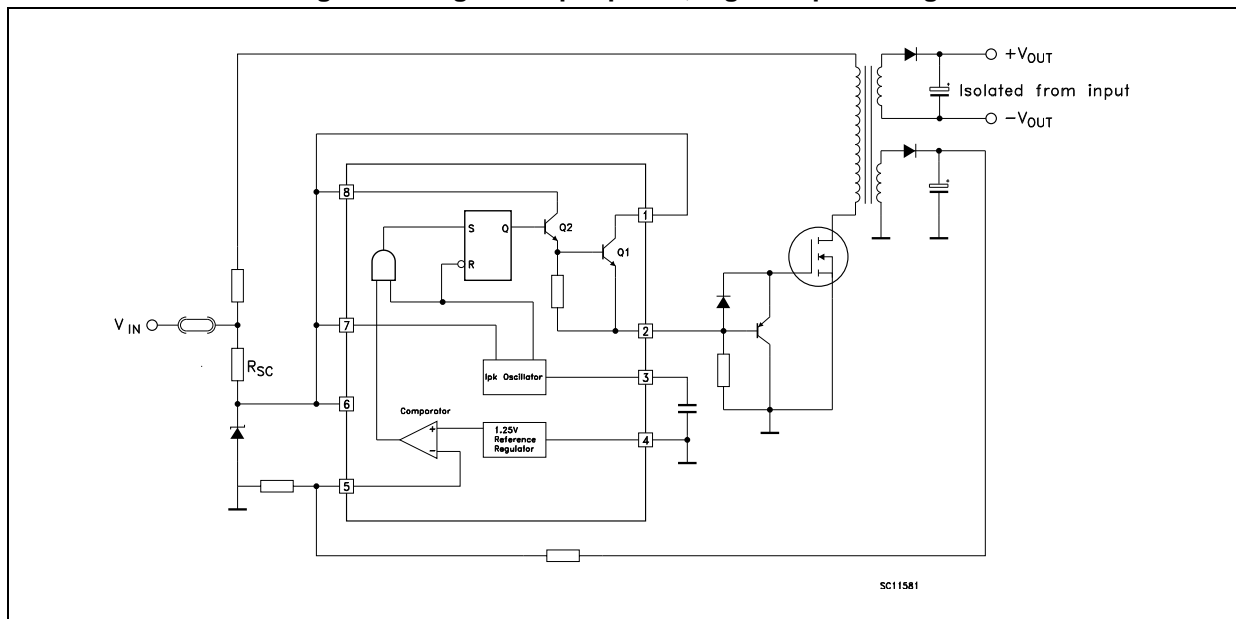 +VOUT
Isolated from input
-VOUT
8
1
S
Q
Q2
Q1
R
VIN
7
2
RSC
Ipk Oscillator
3
6
Comparator
+
-
1.25V
Reference
Regulator
4
5
SC11581